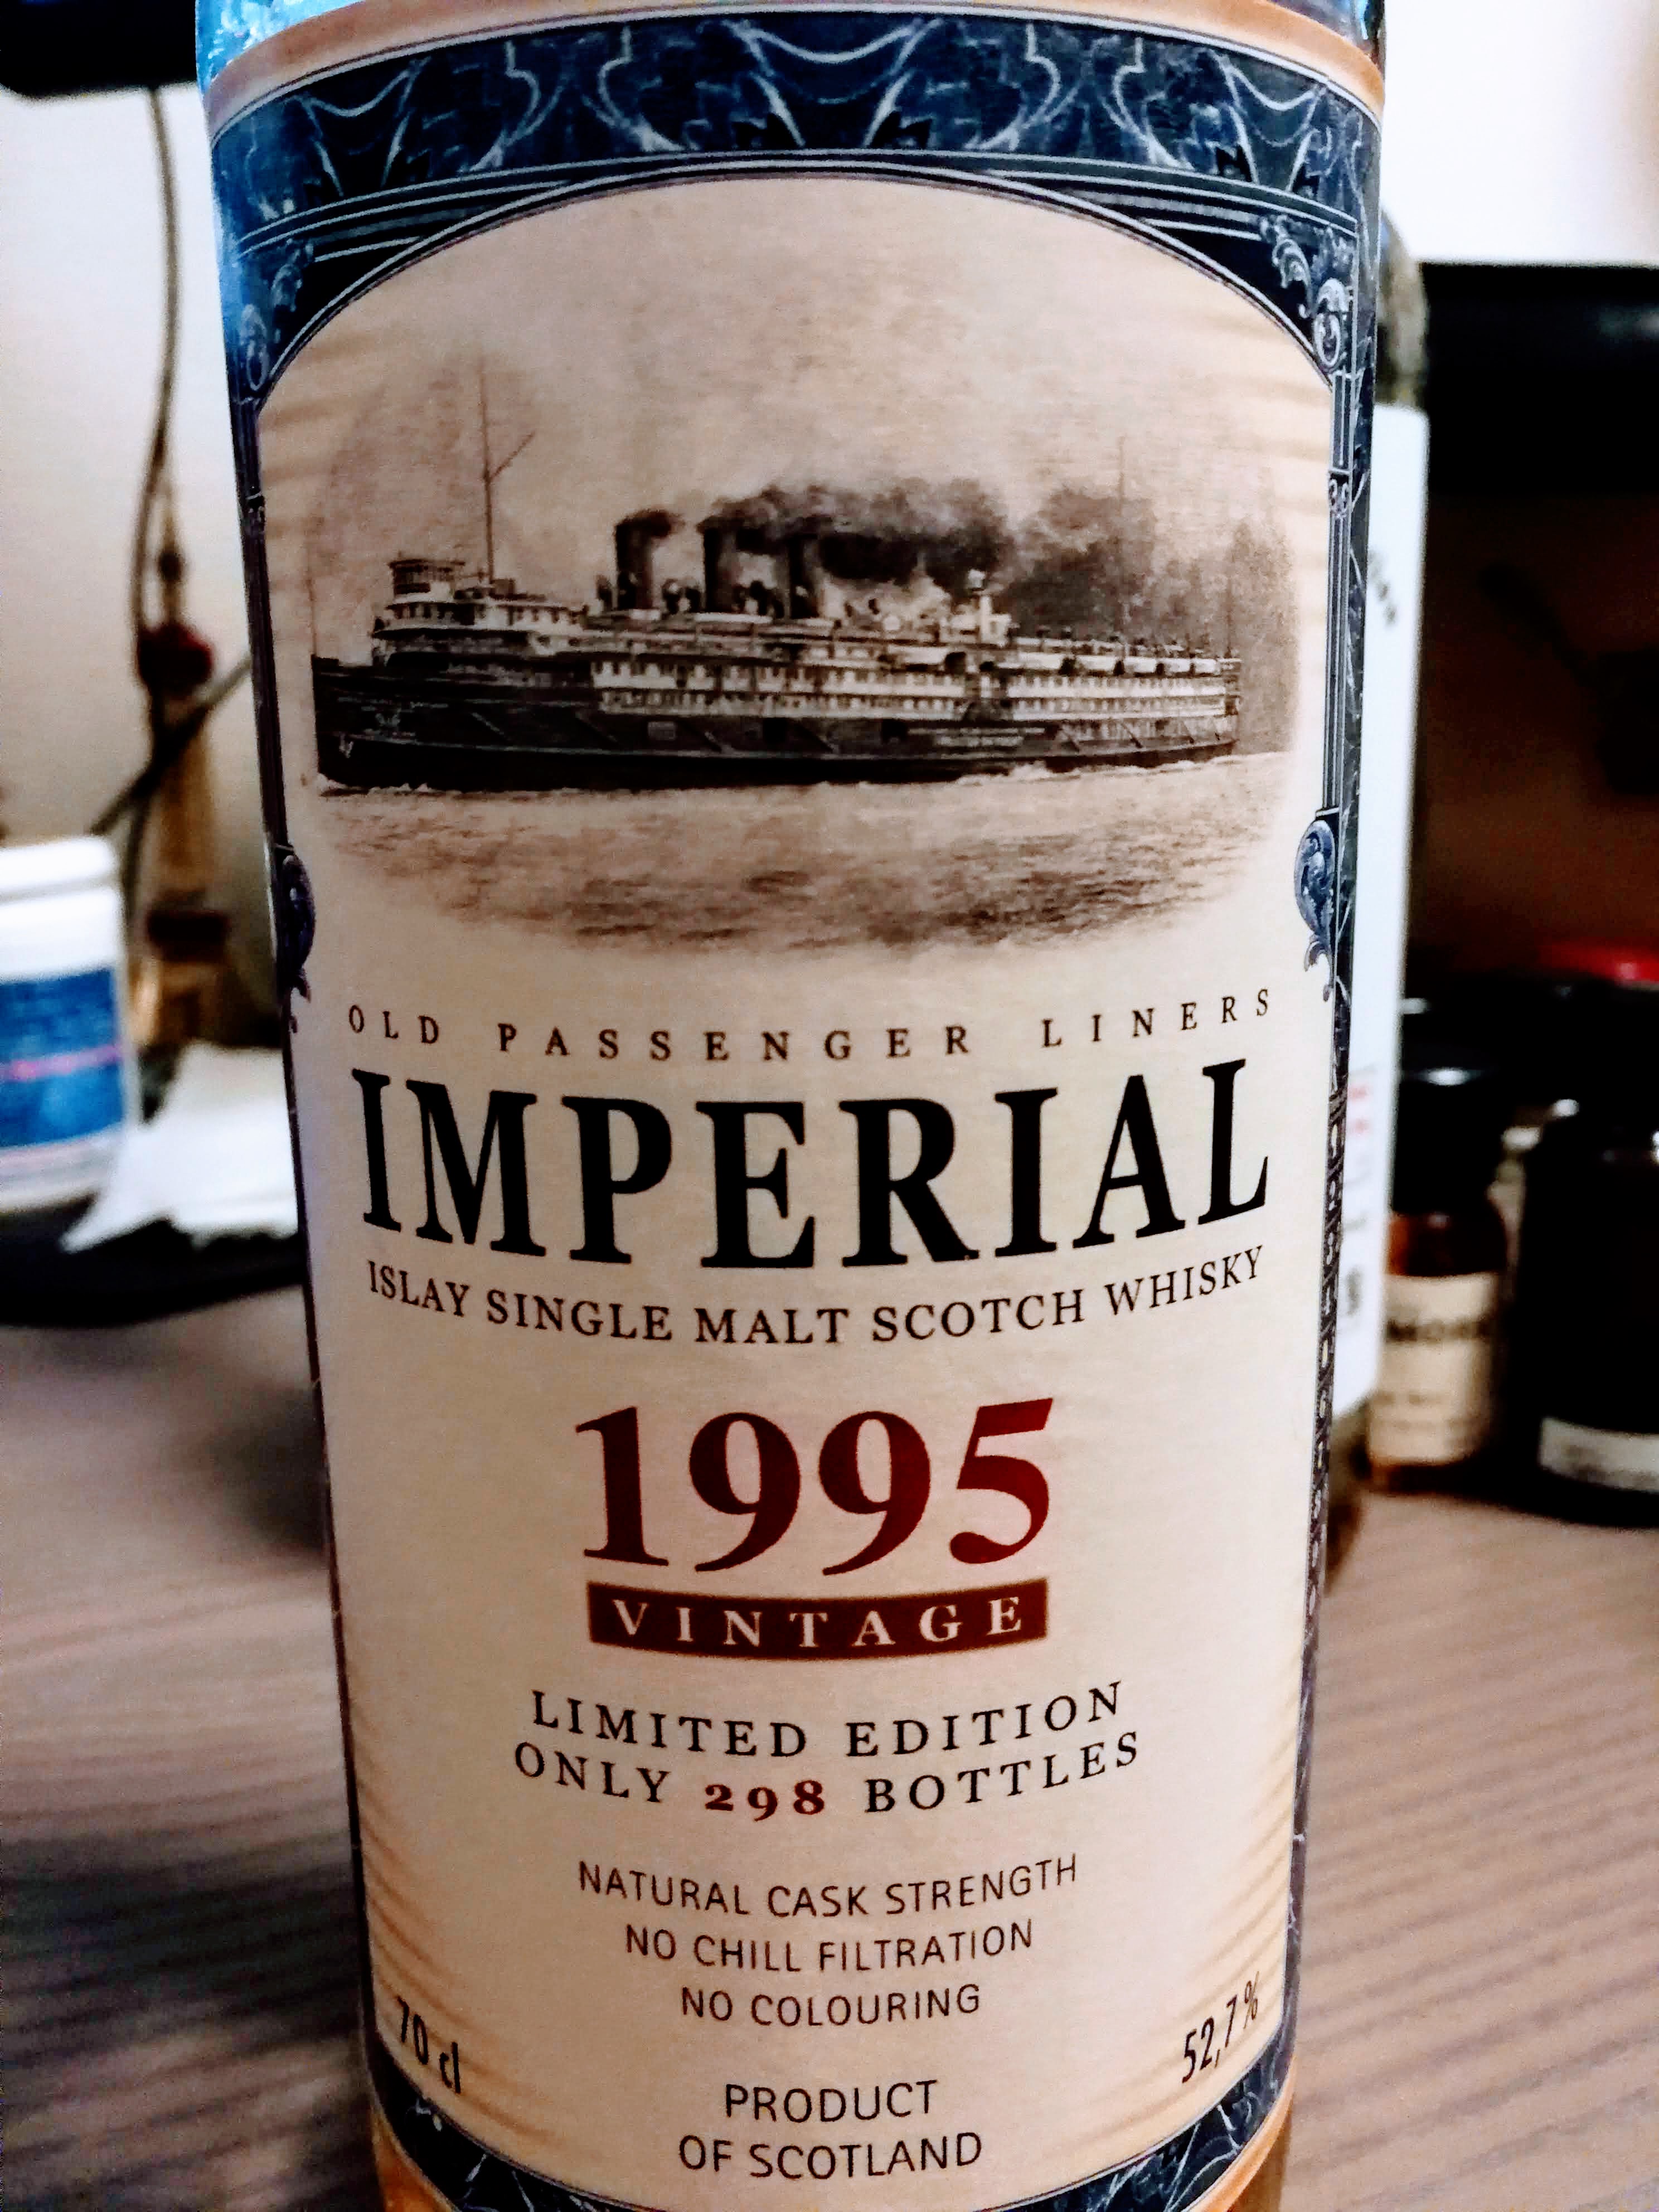 OLD PASSENGER LINERS
IMPERIAL
ISLAY SINGLE MALT SCOTCH WHISKY
1995
VINTAGE
LIMITED EDITION
ONLY 298 BOTTLES
NATURAL CASK STRENGTH
NO CHILL FILTRATION
NO COLOURING
70 cl
52,7%
PRODUCT
OF SCOTLAND